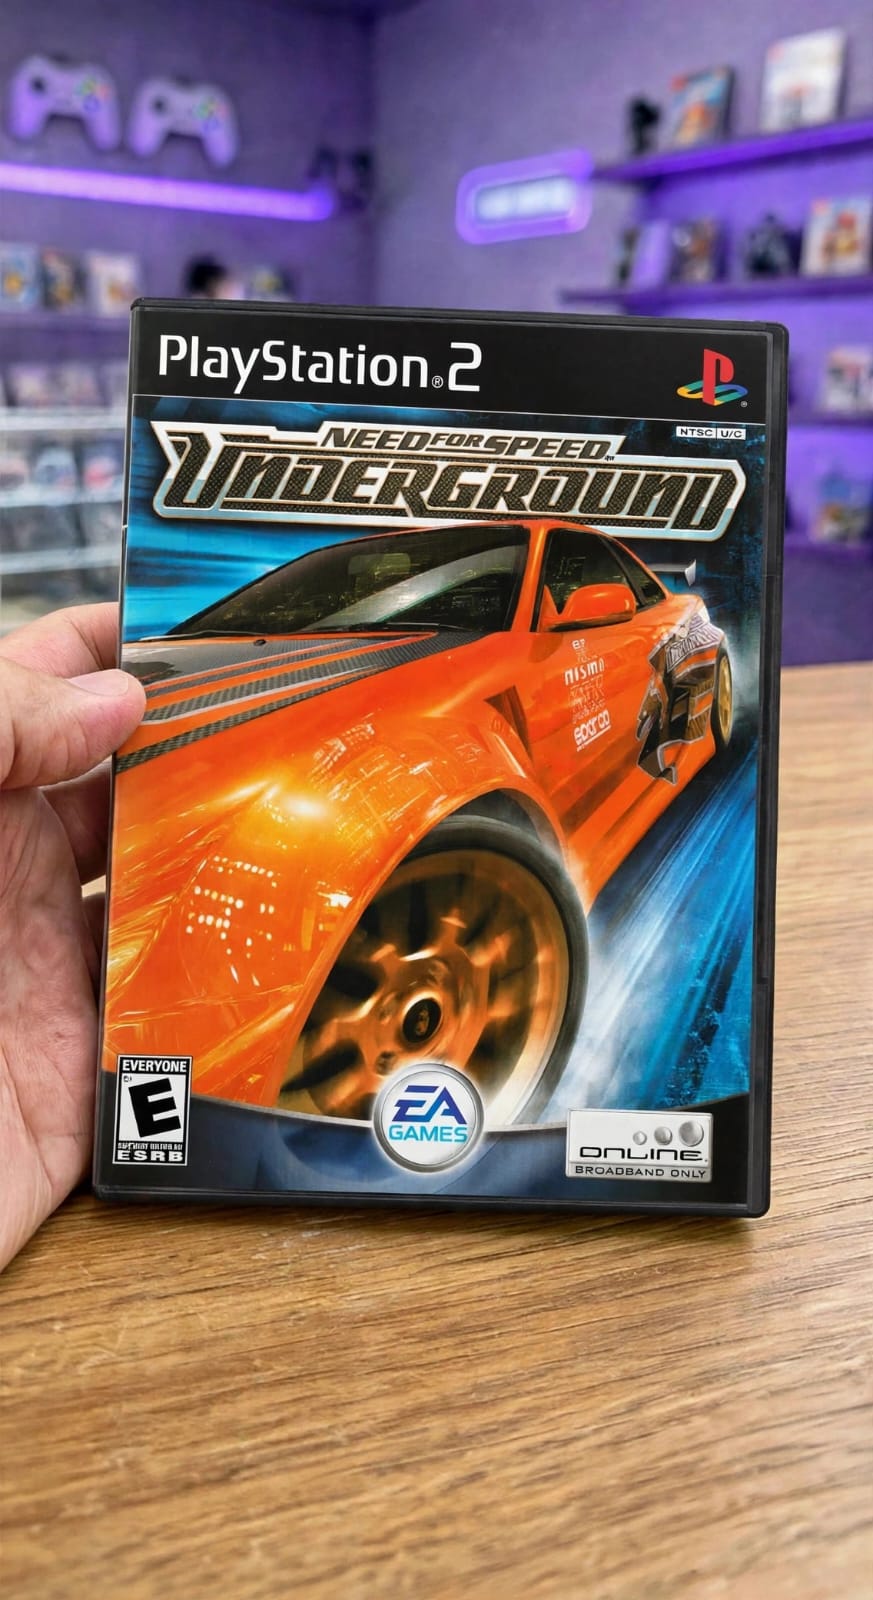 PlayStation®2
NTSC U/C
NEED FOR SPEED
UNDERGROUND
nismo
sparco
EVERYONE
E
ESRB
EA
GAMES
ONLINE
BROADBAND ONLY